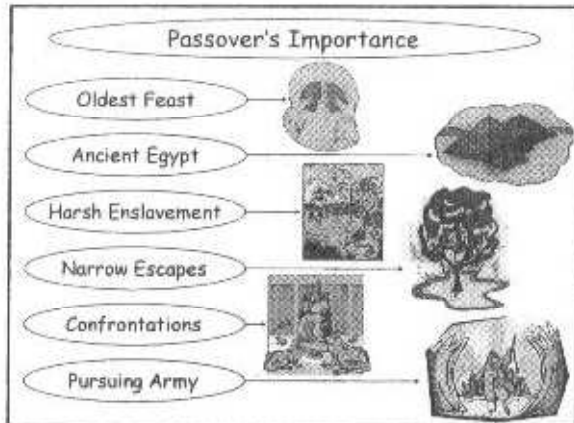 Passover's Importance
Oldest Feast
Ancient Egypt
Harsh Enslavement
Narrow Escapes
Confrontations
Pursuing Army